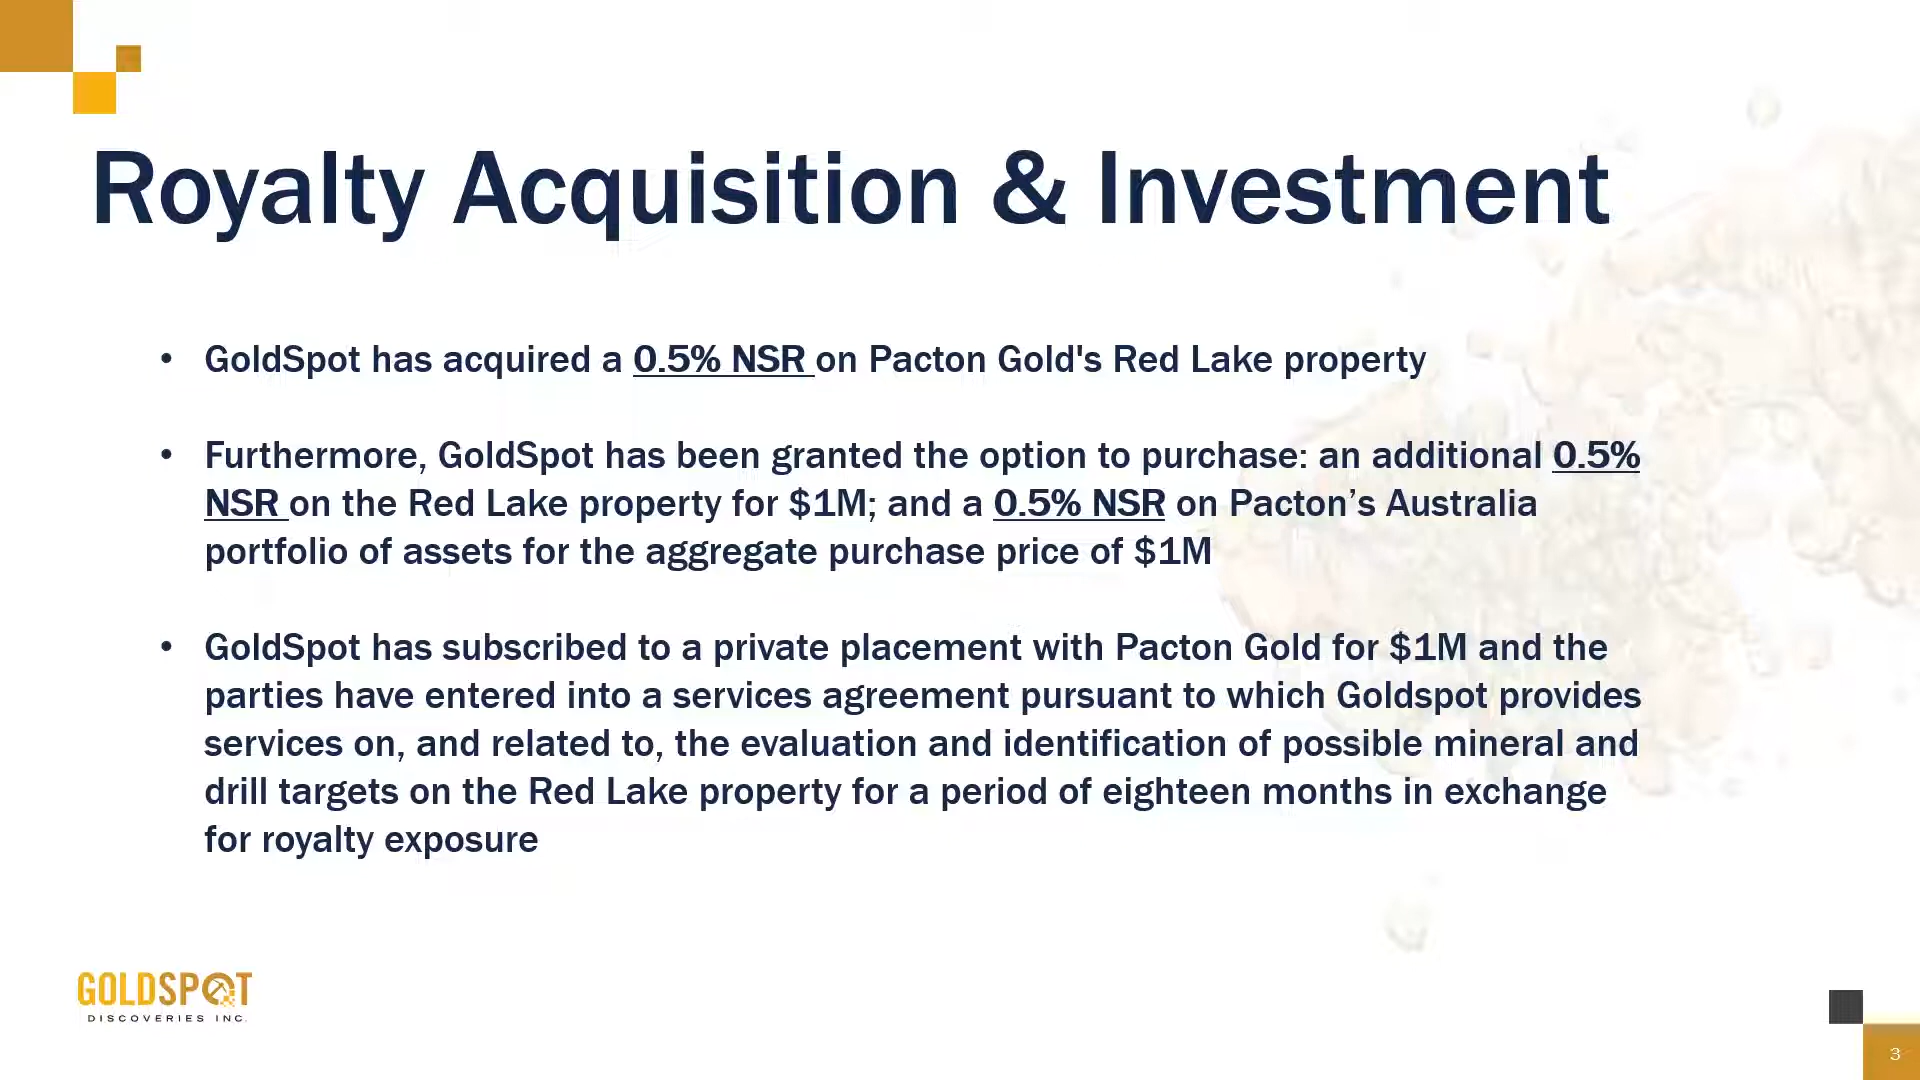 Royalty Acquisition & Investment
• GoldSpot has acquired a 0.5% NSR on Pacton Gold's Red Lake property
• Furthermore, GoldSpot has been granted the option to purchase: an additional 0.5%
NSR on the Red Lake property for $1M; and a 0.5% NSR on Pacton’s Australia
portfolio of assets for the aggregate purchase price of $1M
• GoldSpot has subscribed to a private placement with Pacton Gold for $1M and the
parties have entered into a services agreement pursuant to which Goldspot provides
services on, and related to, the evaluation and identification of possible mineral and
drill targets on the Red Lake property for a period of eighteen months in exchange
for royalty exposure
GOLDSPOT
DISCOVERIES INC.
3